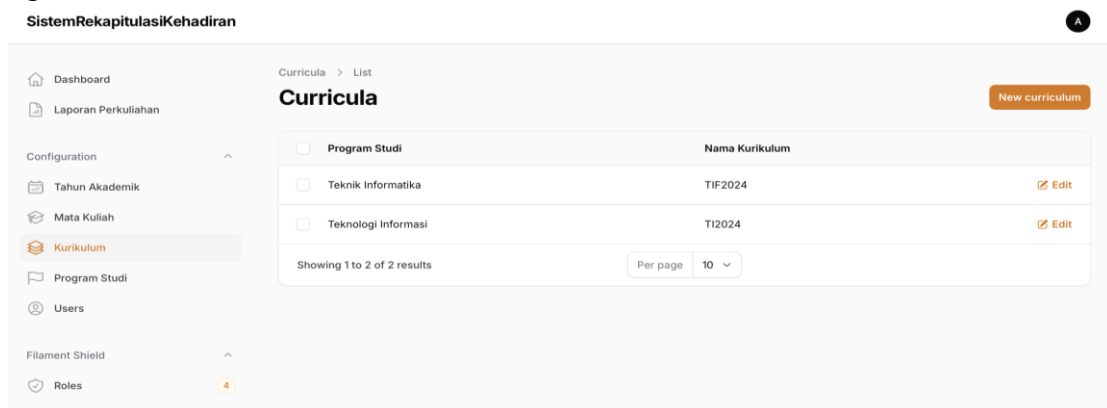 SistemRekapitulasiKehadiran
A
Dashboard
Laporan Perkuliahan
Configuration
Tahun Akademik
Mata Kuliah
Kurikulum
Program Studi
Users
Filament Shield
Roles 4
Curricula > List
Curricula
New curriculum
Program Studi Nama Kurikulum
Teknik Informatika TIF2024 Edit
Teknologi Informasi TI2024 Edit
Showing 1 to 2 of 2 results Per page 10